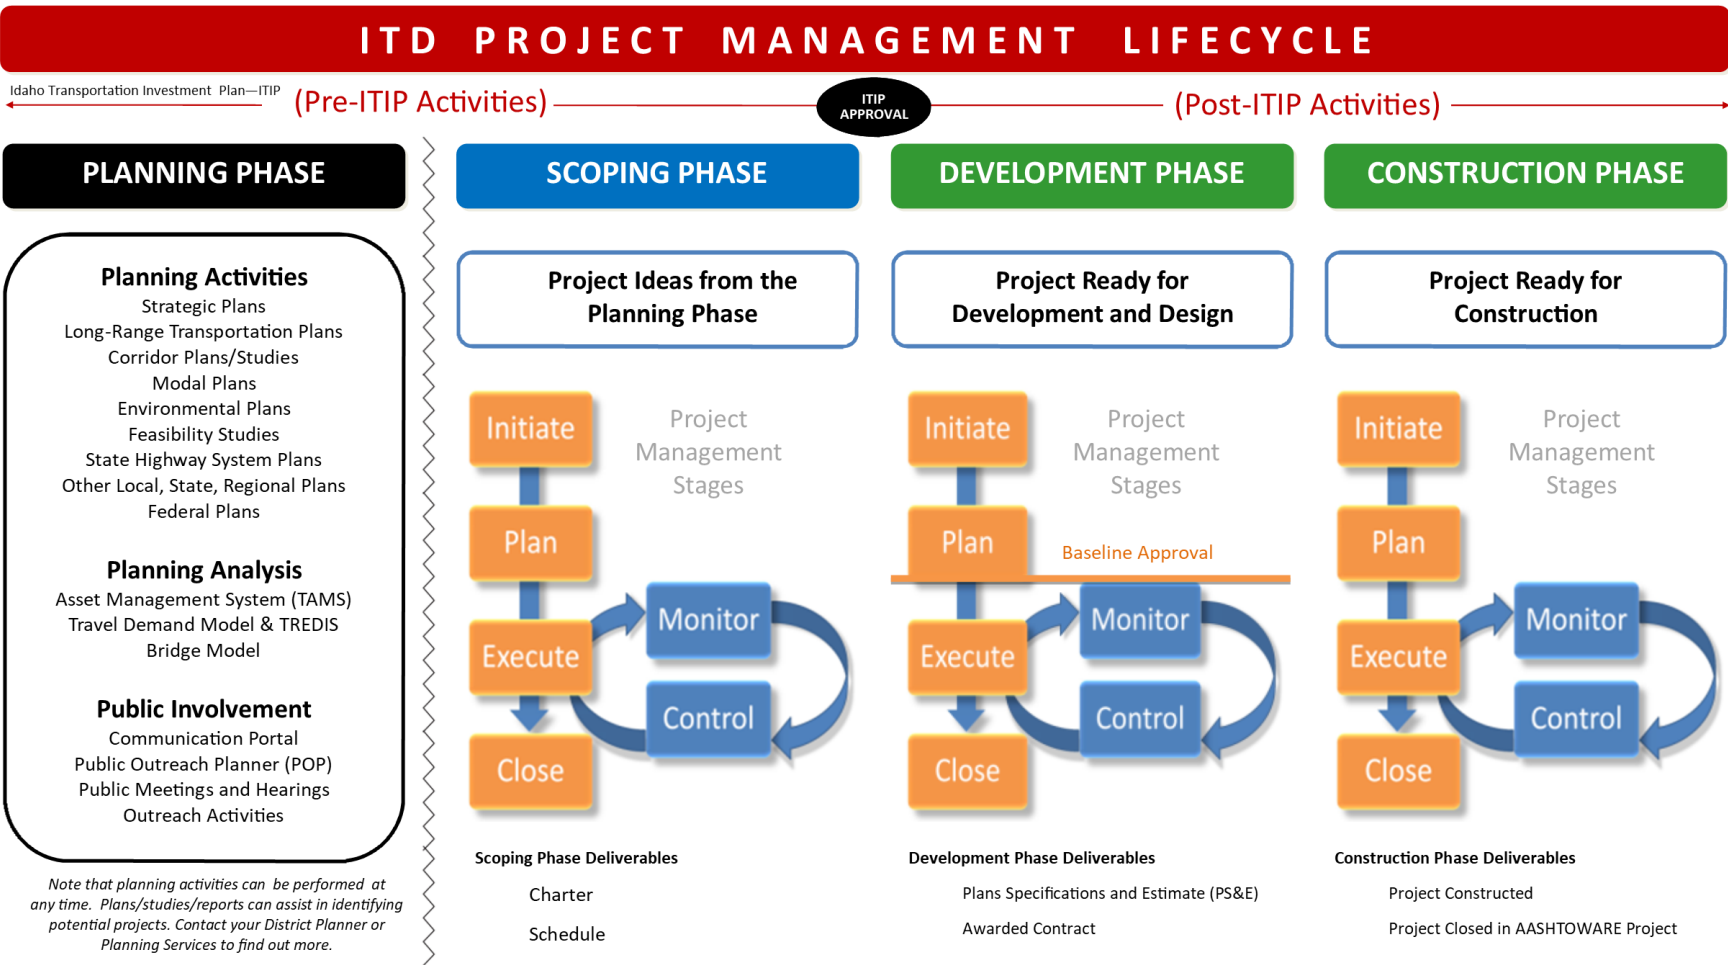 ITD PROJECT MANAGEMENT LIFECYCLE
Idaho Transportation Investment Plan—ITIP
(Pre-ITIP Activities)
ITIP
APPROVAL
(Post-ITIP Activities)
PLANNING PHASE
Planning Activities
Strategic Plans
Long-Range Transportation Plans
Corridor Plans/Studies
Modal Plans
Environmental Plans
Feasibility Studies
State Highway System Plans
Other Local, State, Regional Plans
Federal Plans
Planning Analysis
Asset Management System (TAMS)
Travel Demand Model & TREDIS
Bridge Model
Public Involvement
Communication Portal
Public Outreach Planner (POP)
Public Meetings and Hearings
Outreach Activities
Note that planning activities can be performed at
any time. Plans/studies/reports can assist in identifying
potential projects. Contact your District Planner or
Planning Services to find out more.
SCOPING PHASE
Project Ideas from the
Planning Phase
Initiate
Project
Management
Stages
Plan
Monitor
Execute
Control
Close
Scoping Phase Deliverables
Charter
Schedule
DEVELOPMENT PHASE
Project Ready for
Development and Design
Initiate
Project
Management
Stages
Plan
Baseline Approval
Monitor
Execute
Control
Close
Development Phase Deliverables
Plans Specifications and Estimate (PS&E)
Awarded Contract
CONSTRUCTION PHASE
Project Ready for
Construction
Initiate
Project
Management
Stages
Plan
Monitor
Execute
Control
Close
Construction Phase Deliverables
Project Constructed
Project Closed in AASHTOWARE Project